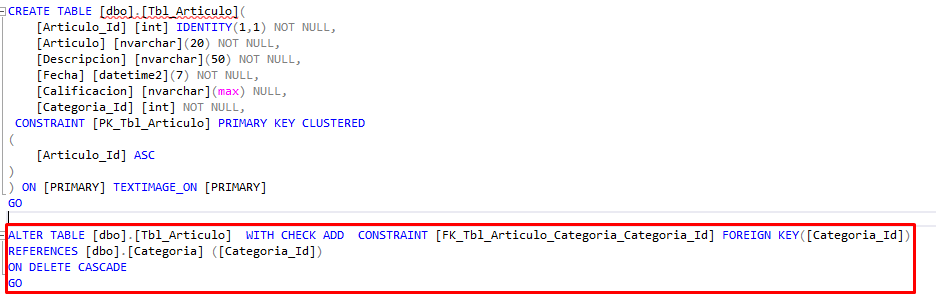 CREATE TABLE [dbo].[Tbl_Articulo](
[Articulo_Id] [int] IDENTITY(1,1) NOT NULL,
[Articulo] [nvarchar](20) NOT NULL,
[Descripcion] [nvarchar](50) NOT NULL,
[Fecha] [datetime2](7) NOT NULL,
[Calificacion] [nvarchar](max) NULL,
[Categoria_Id] [int] NOT NULL,
CONSTRAINT [PK_Tbl_Articulo] PRIMARY KEY CLUSTERED
(
[Articulo_Id] ASC
)
) ON [PRIMARY] TEXTIMAGE_ON [PRIMARY]
GO
ALTER TABLE [dbo].[Tbl_Articulo]  WITH CHECK ADD  CONSTRAINT [FK_Tbl_Articulo_Categoria_Categoria_Id] FOREIGN KEY([Categoria_Id])
REFERENCES [dbo].[Categoria] ([Categoria_Id])
ON DELETE CASCADE
GO